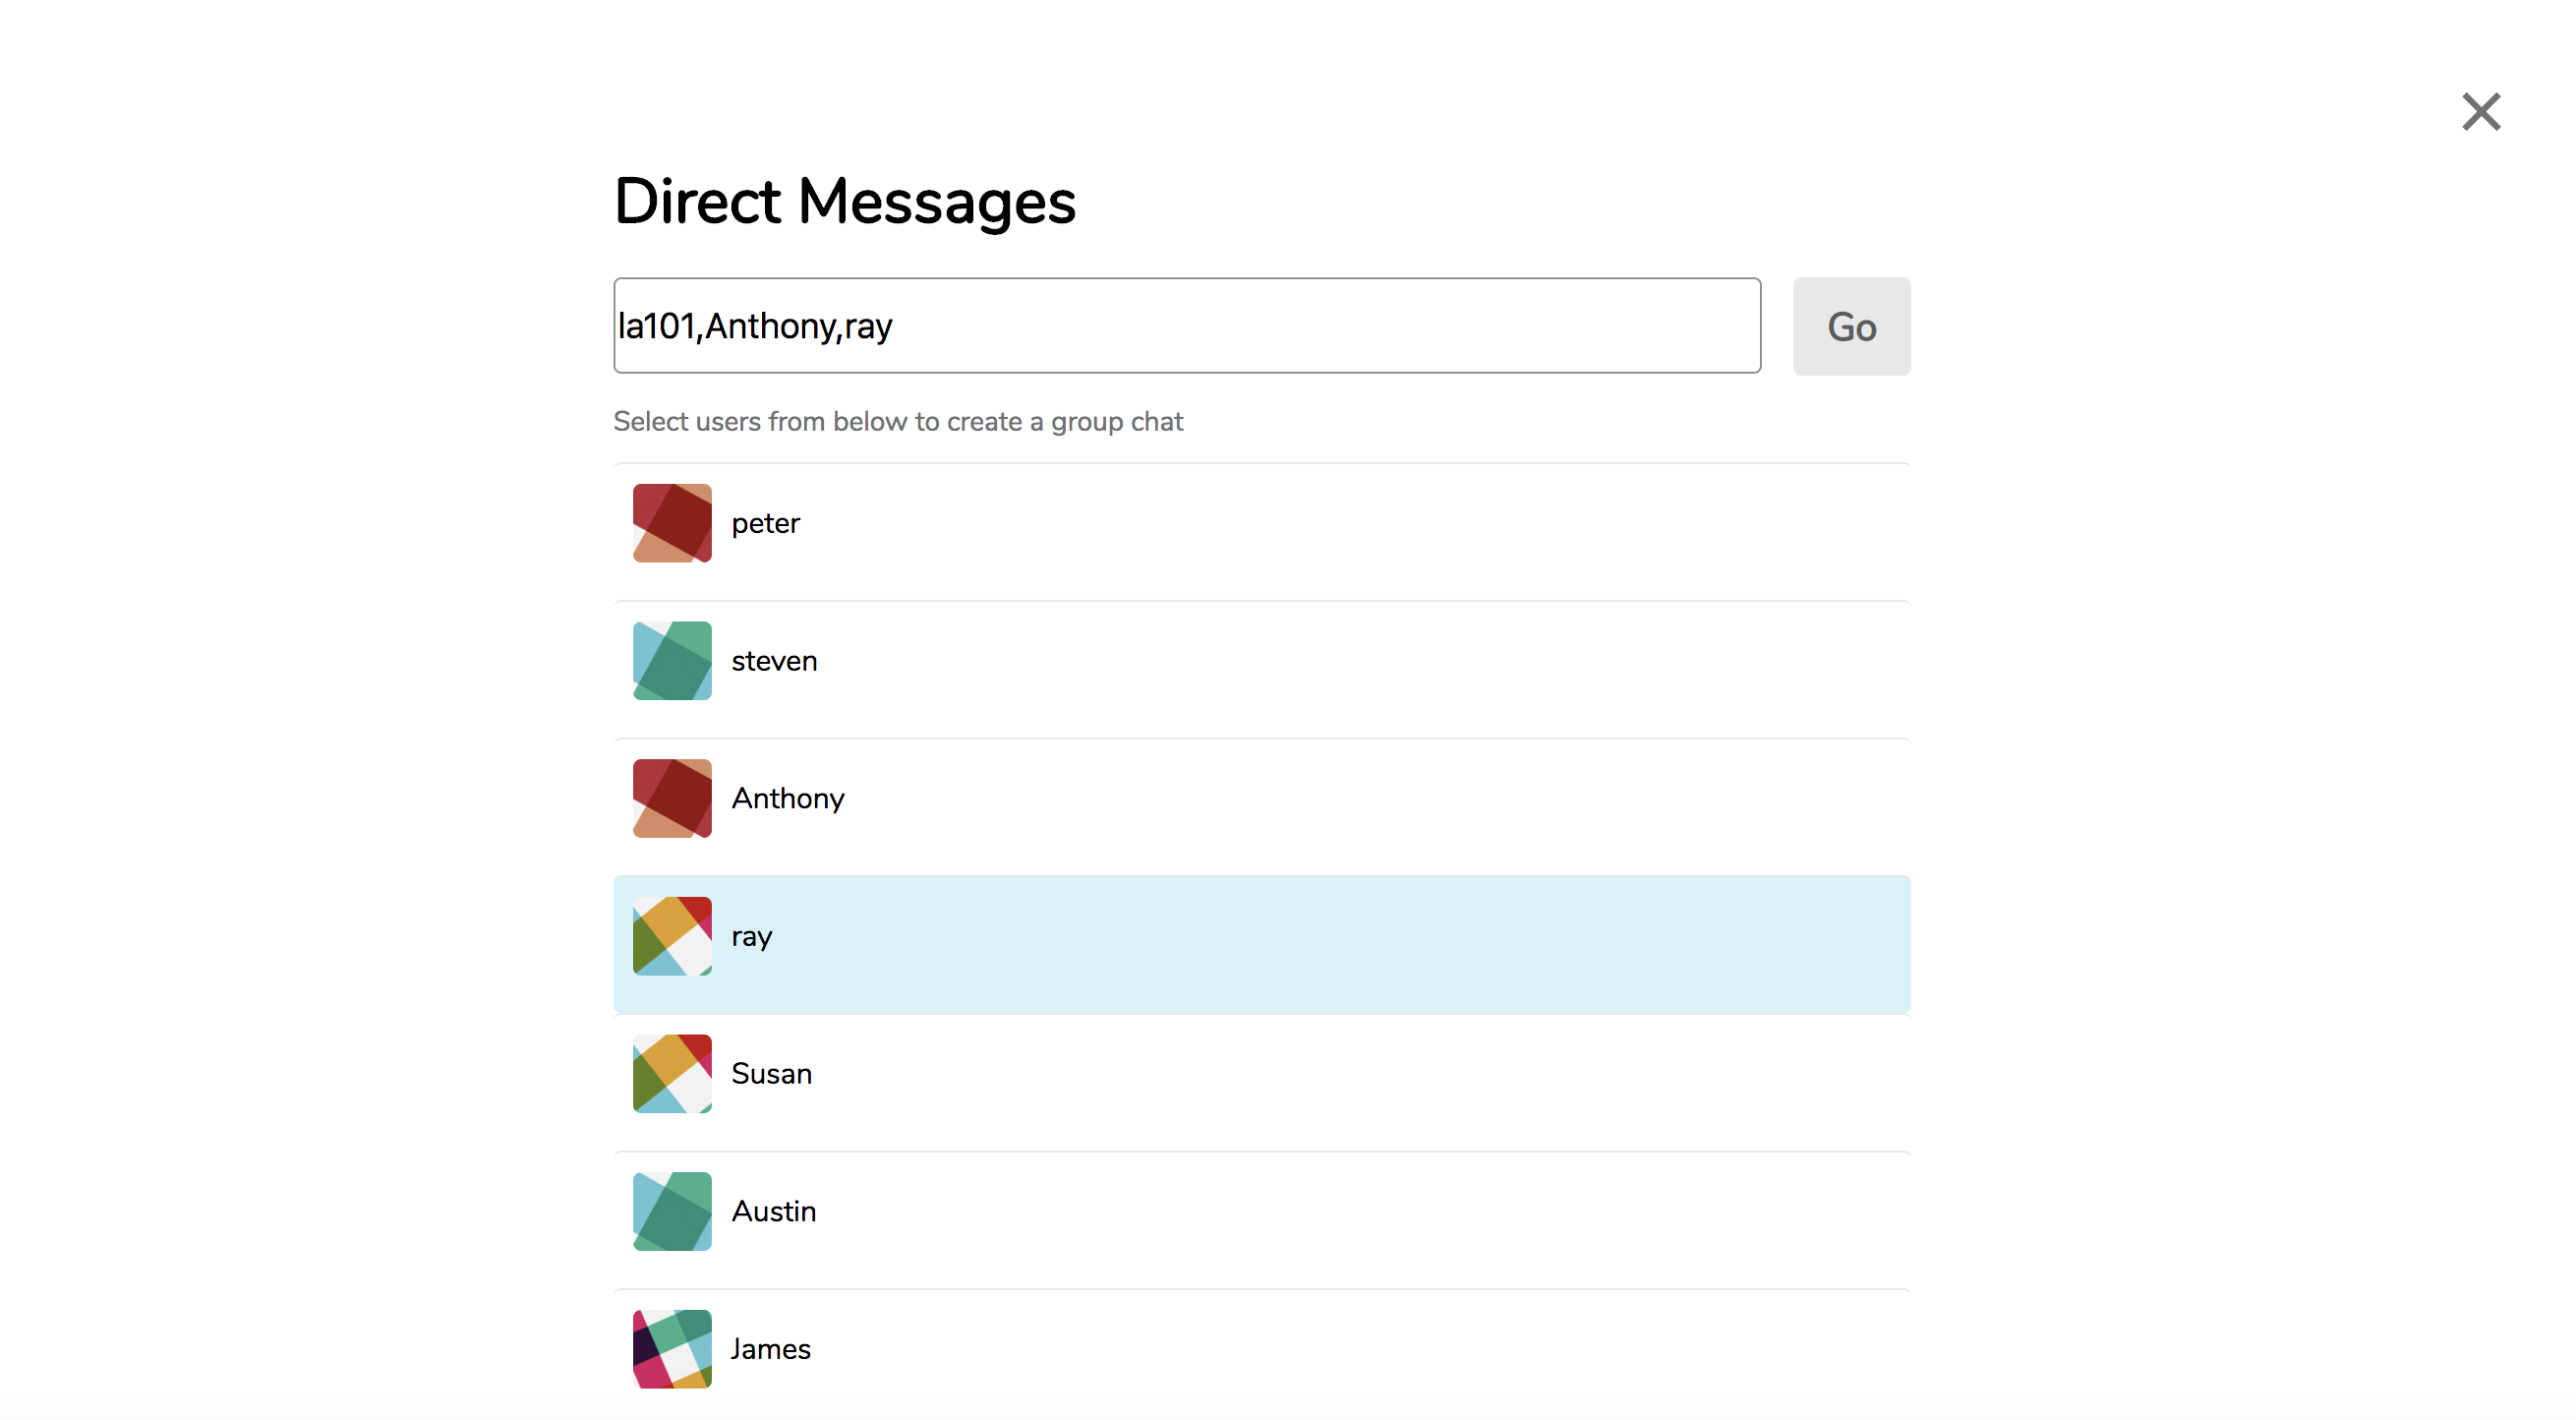 Direct Messages
la101,Anthony,ray
Go
Select users from below to create a group chat
peter
steven
Anthony
ray
Susan
Austin
James